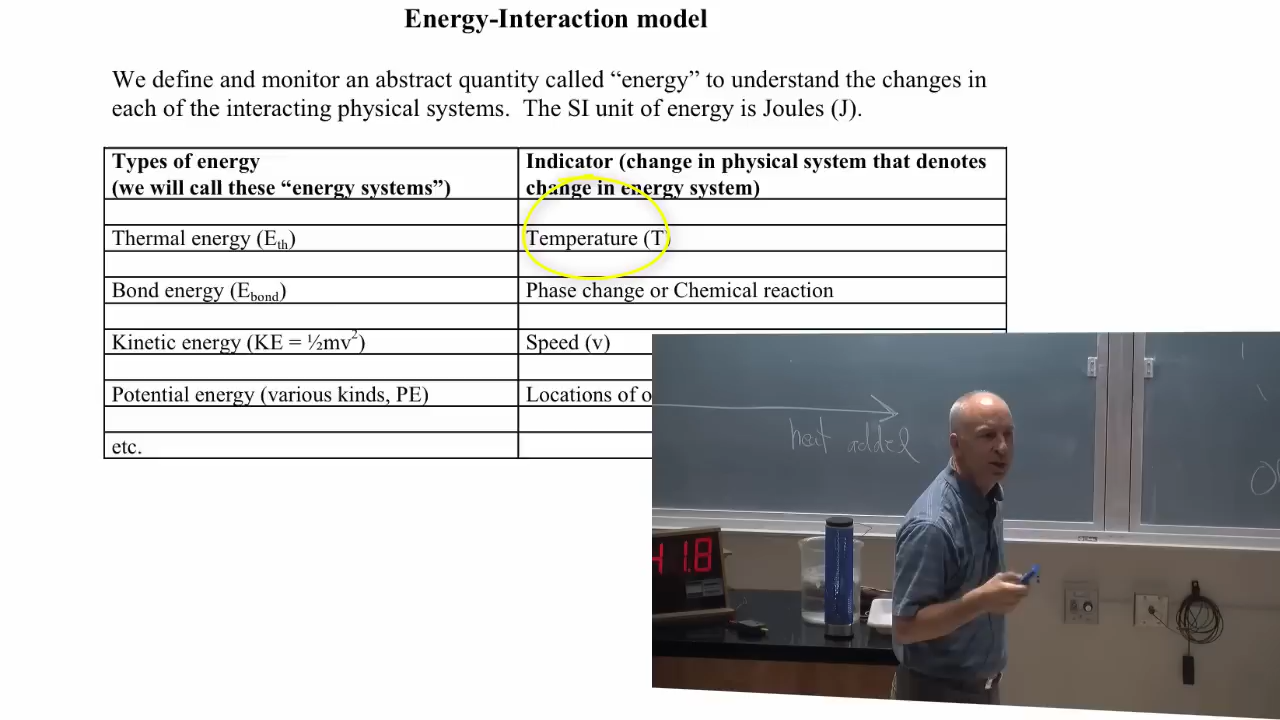 Energy-Interaction model
We define and monitor an abstract quantity called “energy” to understand the changes in
each of the interacting physical systems. The SI unit of energy is Joules (J).
Types of energy
(we will call these “energy systems”)
Indicator (change in physical system that denotes
change in energy system)
Thermal energy (Eth)
Temperature (T)
Bond energy (Ebond)
Phase change or Chemical reaction
Kinetic energy (KE = ½mv²)
Speed (v)
Potential energy (various kinds, PE)
Locations of o
etc.
heat added
41.8